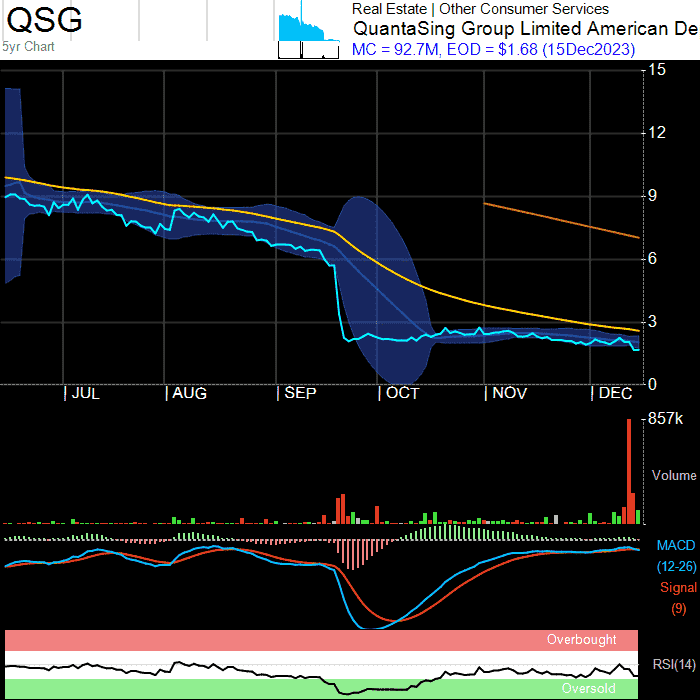 QSG
5yr Chart
Real Estate | Other Consumer Services
QuantaSing Group Limited American De
MC = 92.7M, EOD = $1.68 (15Dec2023)
15
12
9
6
3
0
JUL
AUG
SEP
OCT
NOV
DEC
857k
Volume
MACD
(12-26)
Signal
(9)
Overbought
RSI(14)
Oversold